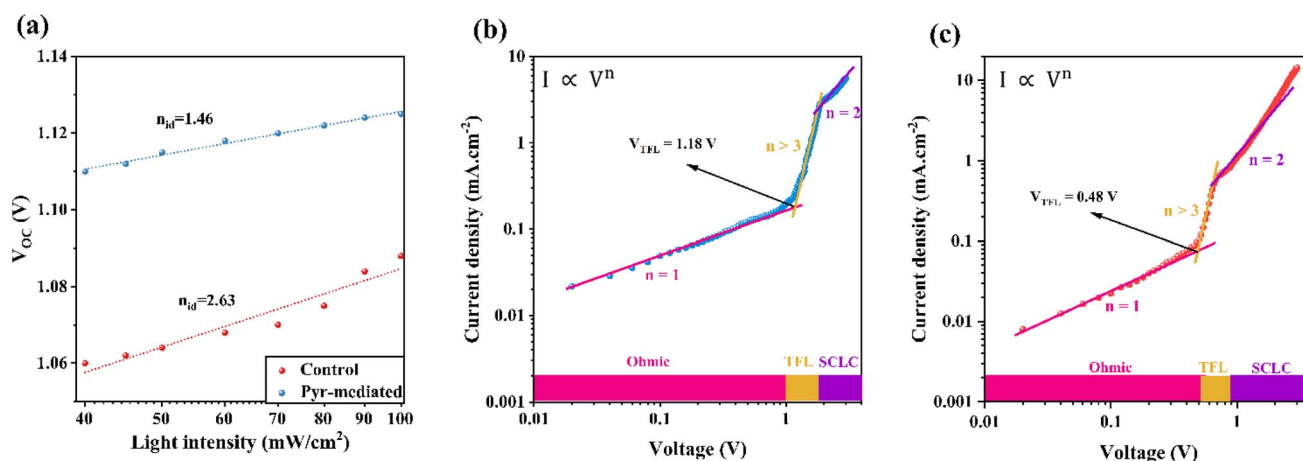 (a)
1.14
1.12
1.10
1.08
1.06
V_OC (V)
n_id=1.46
n_id=2.63
Control
Pyr-mediated
40
50
60
70
80
90
100
Light intensity (mW/cm²)
(b)
I ∝ Vⁿ
10
1
0.1
0.01
0.001
Current density (mA.cm⁻²)
V_TFL = 1.18 V
n > 3
n = 2
n = 1
Ohmic
TFL
SCLC
0.01
0.1
1
Voltage (V)
(c)
I ∝ Vⁿ
10
1
0.1
0.01
0.001
Current density (mA.cm⁻²)
V_TFL = 0.48 V
n > 3
n = 2
n = 1
Ohmic
TFL
SCLC
0.01
0.1
1
Voltage (V)